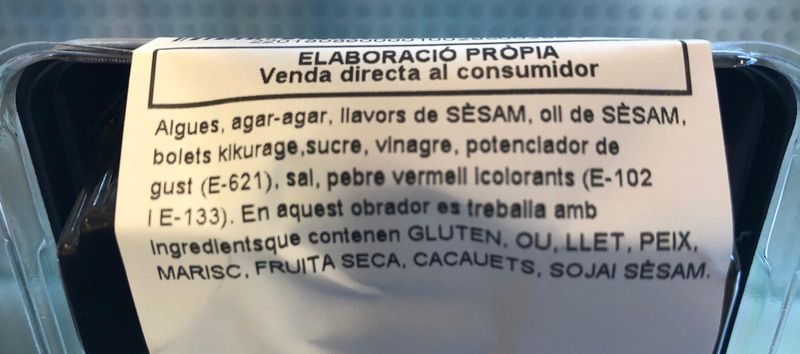 ELABORACIÓ PRÒPIA
Venda directa al consumidor
Algues, agar-agar, llavors de SÈSAM, oli de SÈSAM,
bolets kikurage,sucre, vinagre, potenciador de
gust (E-621), sal, pebre vermell icolorants (E-102
i E-133). En aquest obrador es treballa amb
Ingredientsque contenen GLUTEN, OU, LLET, PEIX,
MARISC, FRUITA SECA, CACAUETS, SOJAI SÈSAM.